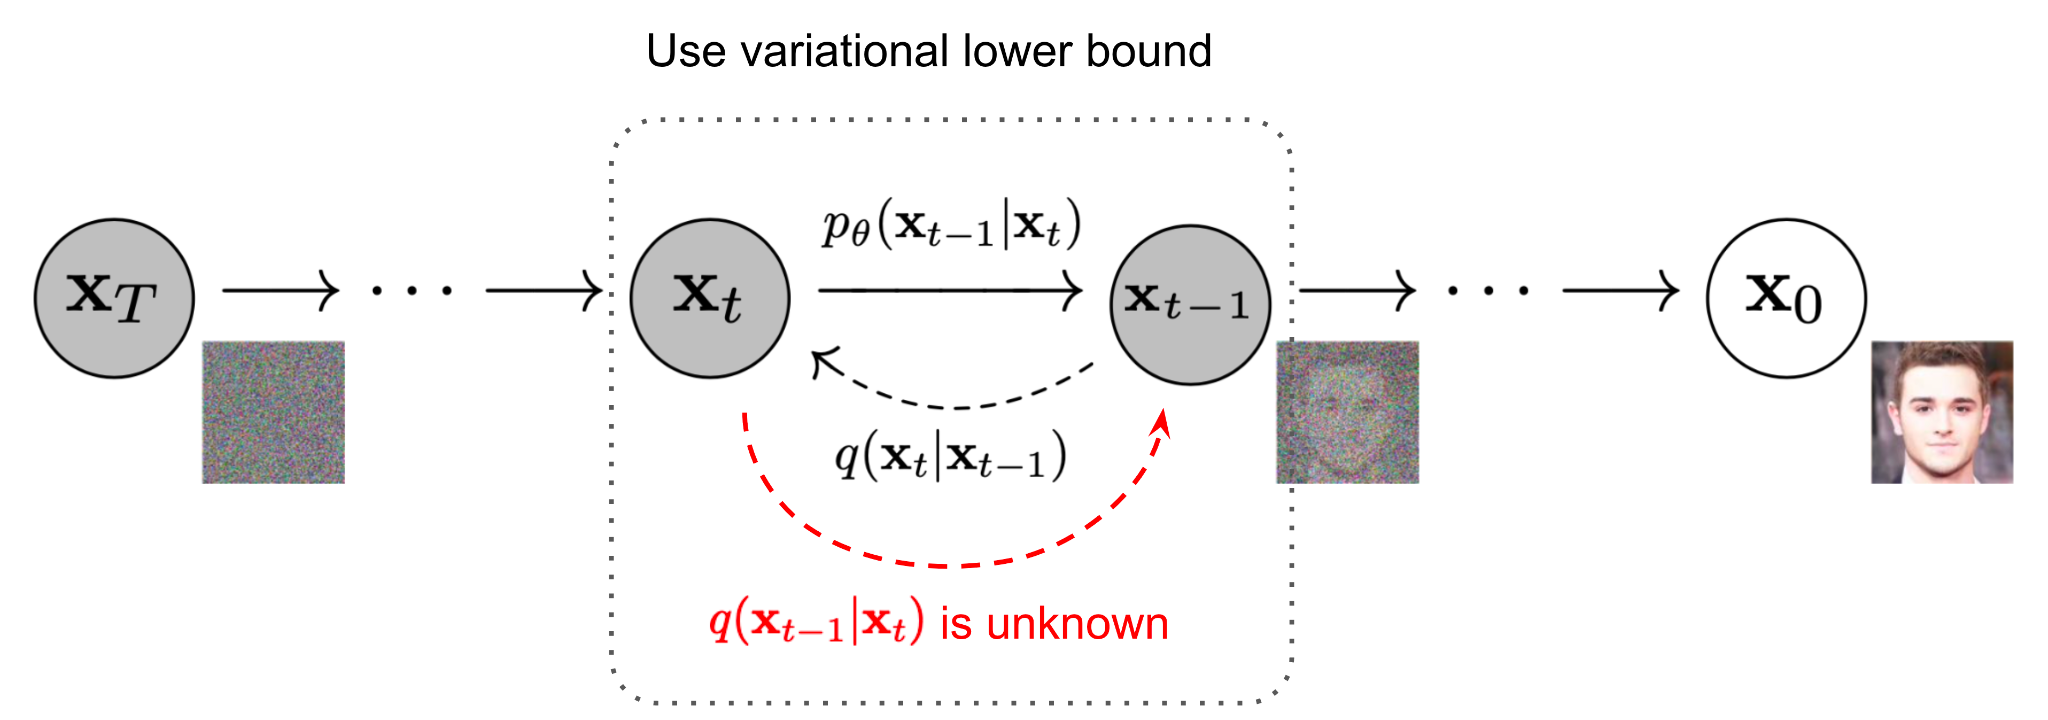 Use variational lower bound
p_θ(x_{t−1}|x_t)
x_T → ⋯ → x_t → x_{t−1} → ⋯ → x_0
q(x_t|x_{t−1})
q(x_{t−1}|x_t) is unknown